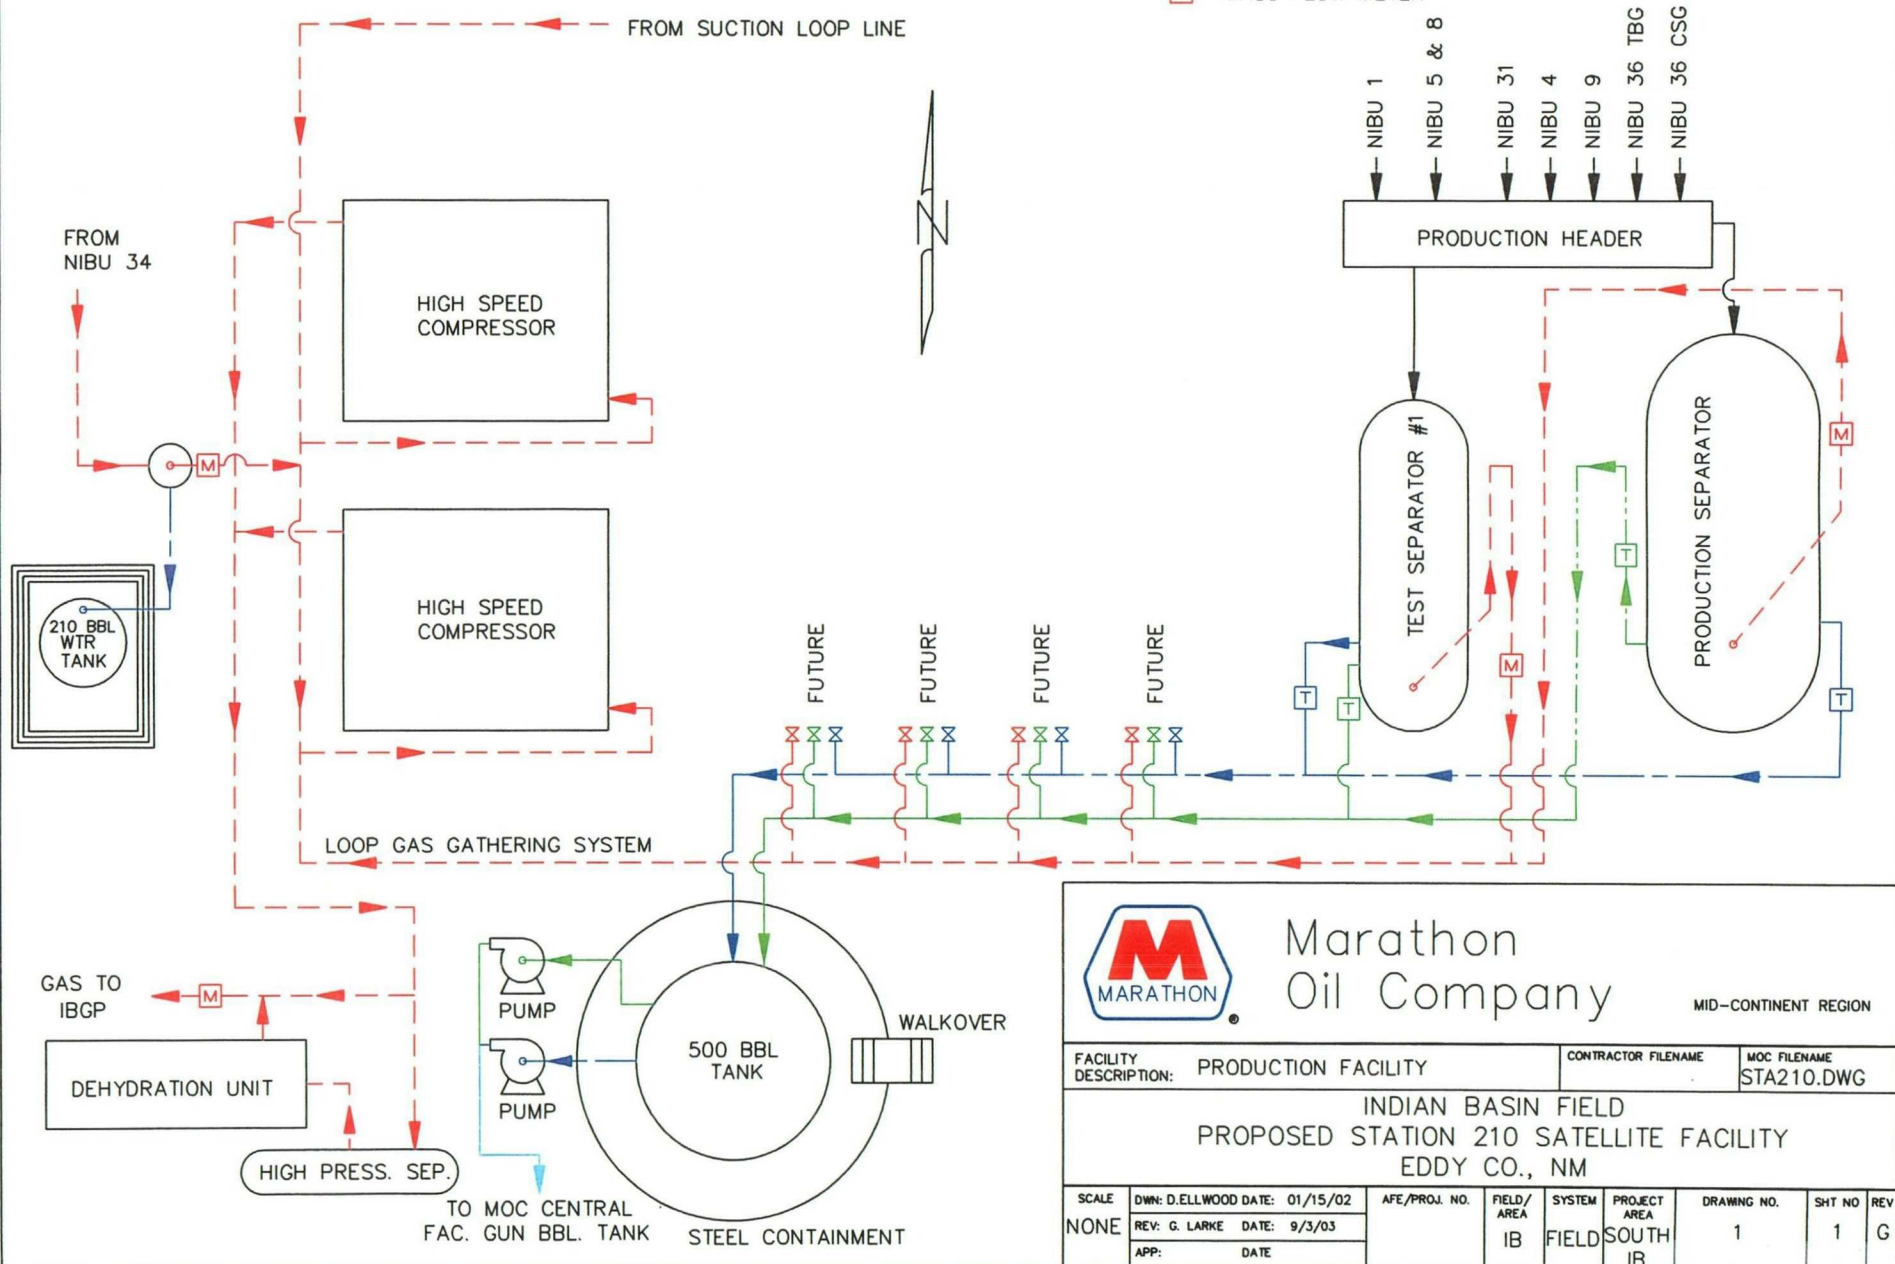 FROM SUCTION LOOP LINE
NIBU 1
NIBU 5 & 8
NIBU 31
NIBU 4
NIBU 9
NIBU 36 TBG
NIBU 36 CSG
PRODUCTION HEADER
FROM
NIBU 34
N
HIGH SPEED
COMPRESSOR
M
M
TEST SEPARATOR #1
PRODUCTION SEPARATOR
T
HIGH SPEED
COMPRESSOR
210 BBL
WTR
TANK
FUTURE
FUTURE
FUTURE
FUTURE
M
T
T
T
LOOP GAS GATHERING SYSTEM
GAS TO
IBGP
M
PUMP
PUMP
500 BBL
TANK
WALKOVER
DEHYDRATION UNIT
HIGH PRESS. SEP.
TO MOC CENTRAL
FAC. GUN BBL. TANK
STEEL CONTAINMENT
MARATHON
®
Marathon
Oil Company
MID-CONTINENT REGION
FACILITY
DESCRIPTION: PRODUCTION FACILITY
CONTRACTOR FILENAME
MOC FILENAME
STA210.DWG
INDIAN BASIN FIELD
PROPOSED STATION 210 SATELLITE FACILITY
EDDY CO., NM
SCALE
NONE
DWN: D.ELLWOOD DATE: 01/15/02
REV: G. LARKE DATE: 9/3/03
APP: DATE
AFE/PROJ. NO.
FIELD/
AREA
IB
SYSTEM
FIELD
PROJECT
AREA
SOUTH
IB
DRAWING NO.
1
SHT NO
1
REV
G